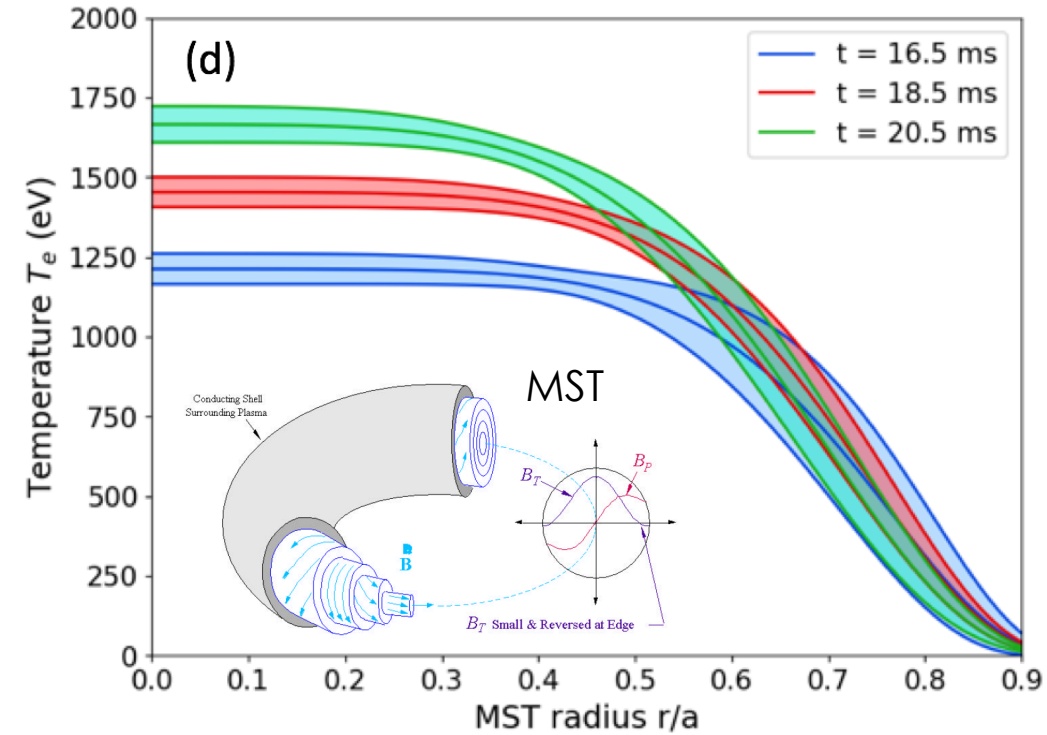 (d)
t = 16.5 ms
t = 18.5 ms
t = 20.5 ms
Temperature Tₑ (eV)
2000
1750
1500
1250
1000
750
500
250
0
MST
Conducting Shell
Surrounding Plasma
B_T
B_P
B
B_T Small & Reversed at Edge
0.0 0.1 0.2 0.3 0.4 0.5 0.6 0.7 0.8 0.9
MST radius r/a